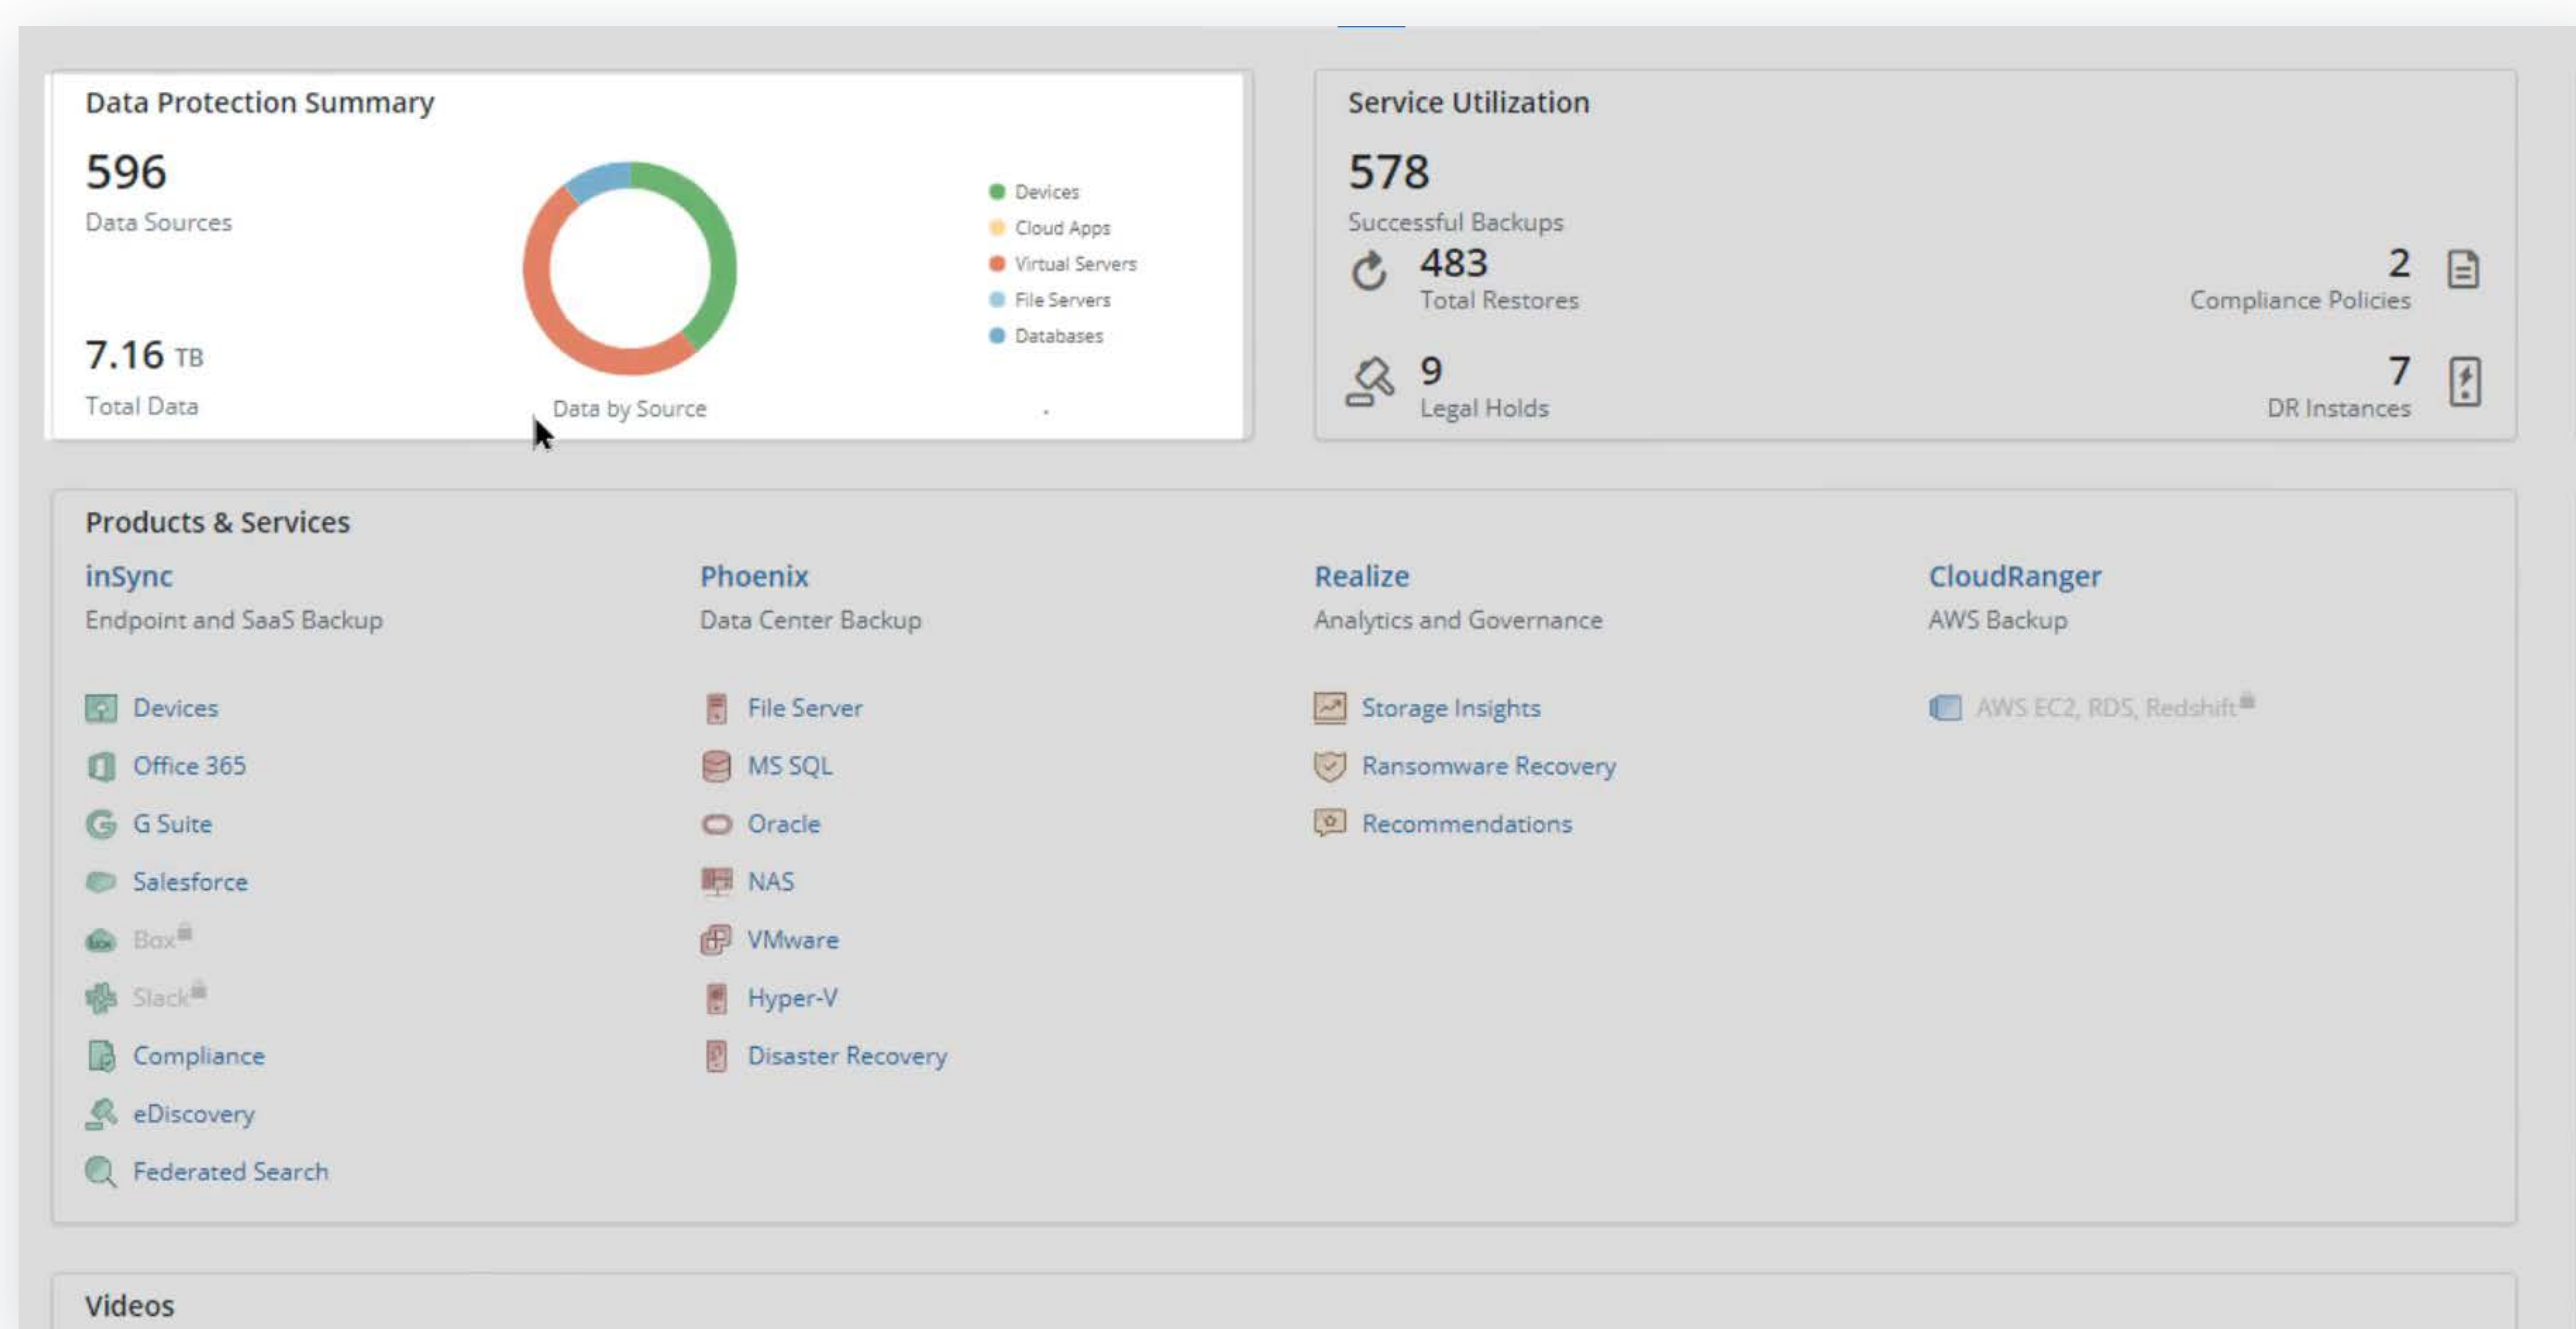 Data Protection Summary
596
Data Sources
7.16 TB
Total Data
Data by Source
Devices
Cloud Apps
Virtual Servers
File Servers
Databases
Service Utilization
578
Successful Backups
483
Total Restores
2
Compliance Policies
9
Legal Holds
7
DR Instances
Products & Services
inSync
Endpoint and SaaS Backup
Devices
Office 365
G Suite
Salesforce
Box
Slack
Compliance
eDiscovery
Federated Search
Phoenix
Data Center Backup
File Server
MS SQL
Oracle
NAS
VMware
Hyper-V
Disaster Recovery
Realize
Analytics and Governance
Storage Insights
Ransomware Recovery
Recommendations
CloudRanger
AWS Backup
AWS EC2, RDS, Redshift
Videos